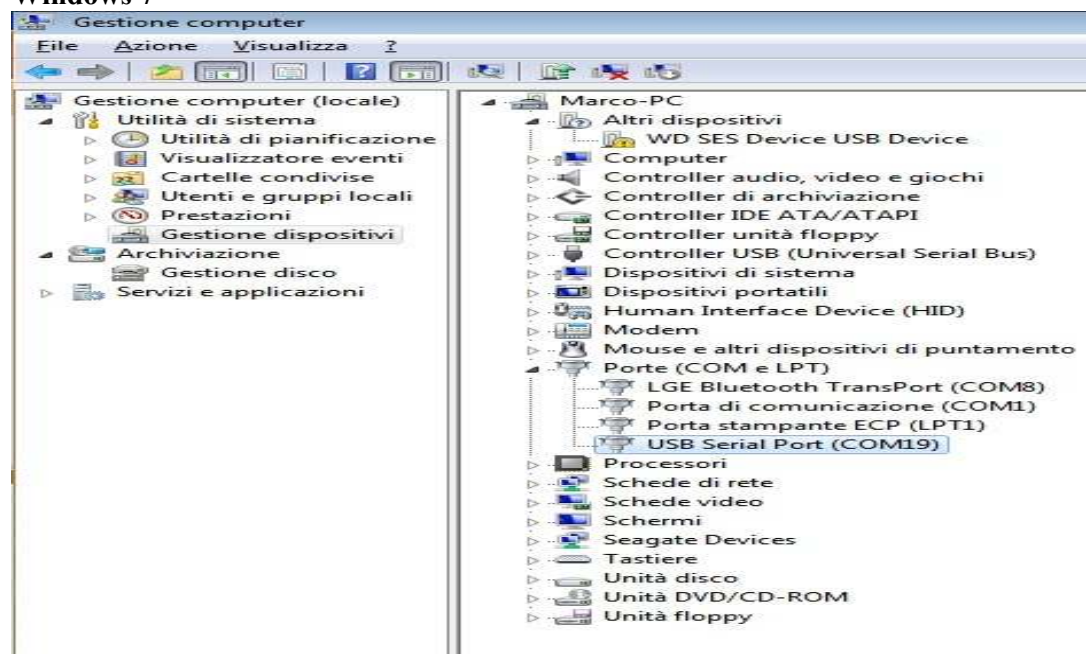 Windows 7
Gestione computer
File Azione Visualizza ?
Gestione computer (locale)
Utilità di sistema
Utilità di pianificazione
Visualizzatore eventi
Cartelle condivise
Utenti e gruppi locali
Prestazioni
Gestione dispositivi
Archiviazione
Gestione disco
Servizi e applicazioni
Marco-PC
Altri dispositivi
WD SES Device USB Device
Computer
Controller audio, video e giochi
Controller di archiviazione
Controller IDE ATA/ATAPI
Controller unità floppy
Controller USB (Universal Serial Bus)
Dispositivi di sistema
Dispositivi portatili
Human Interface Device (HID)
Modem
Mouse e altri dispositivi di puntamento
Porte (COM e LPT)
LGE Bluetooth TransPort (COM8)
Porta di comunicazione (COM1)
Porta stampante ECP (LPT1)
USB Serial Port (COM19)
Processori
Schede di rete
Schede video
Schermi
Seagate Devices
Tastiere
Unità disco
Unità DVD/CD-ROM
Unità floppy